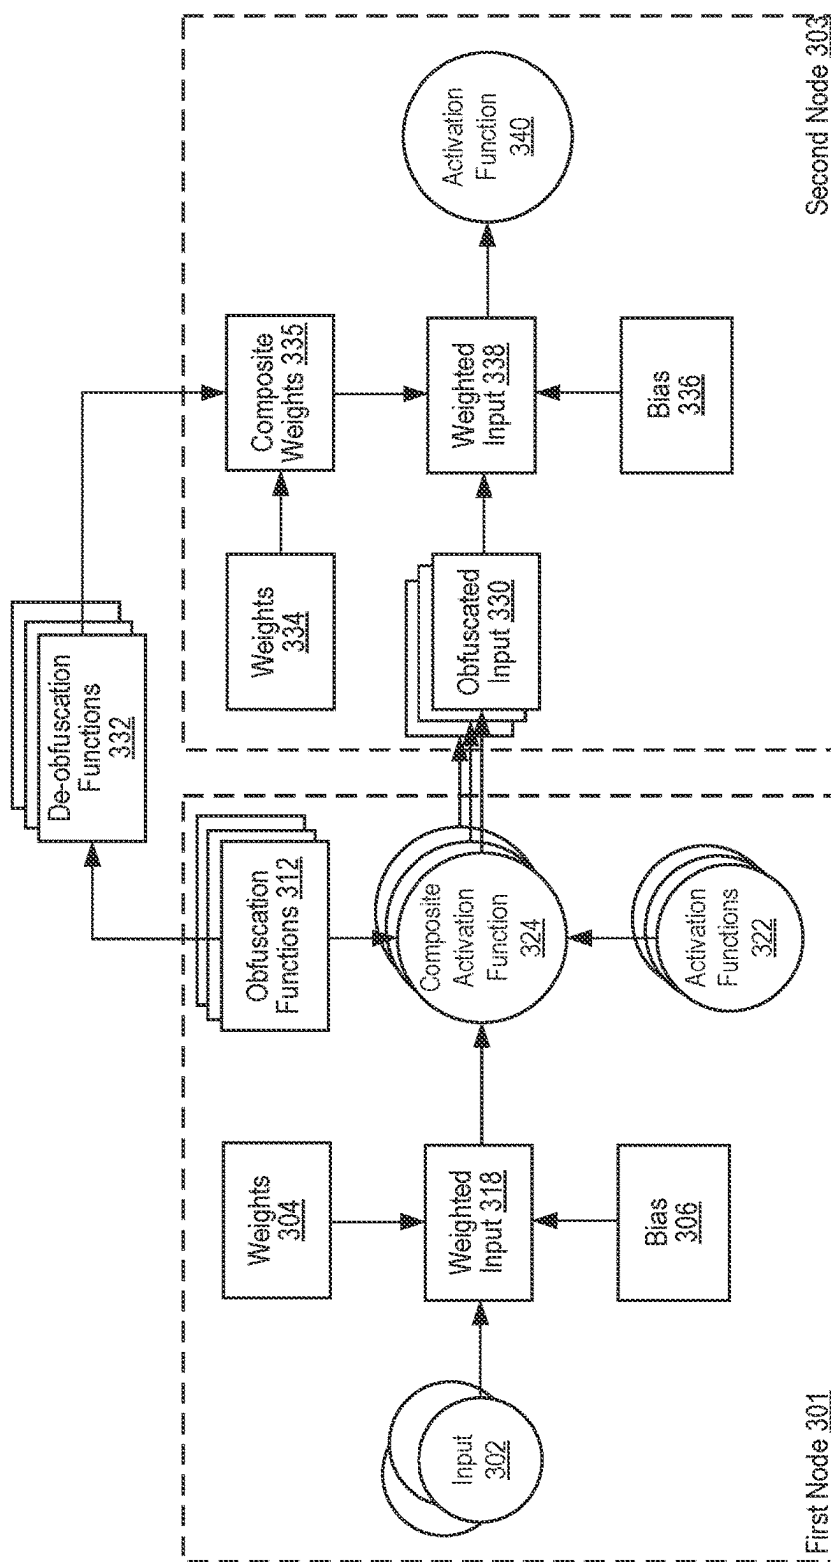 De-obfuscation
Functions
332
Obfuscation
Functions 312
Weights
304
Input
302
Weighted
Input 318
Composite
Activation
Function
324
Bias
306
Activation
Functions
322
First Node 301
Weights
334
Composite
Weights 335
Obfuscated
Input
330
Weighted
Input 338
Activation
Function
340
Bias
336
Second Node 303